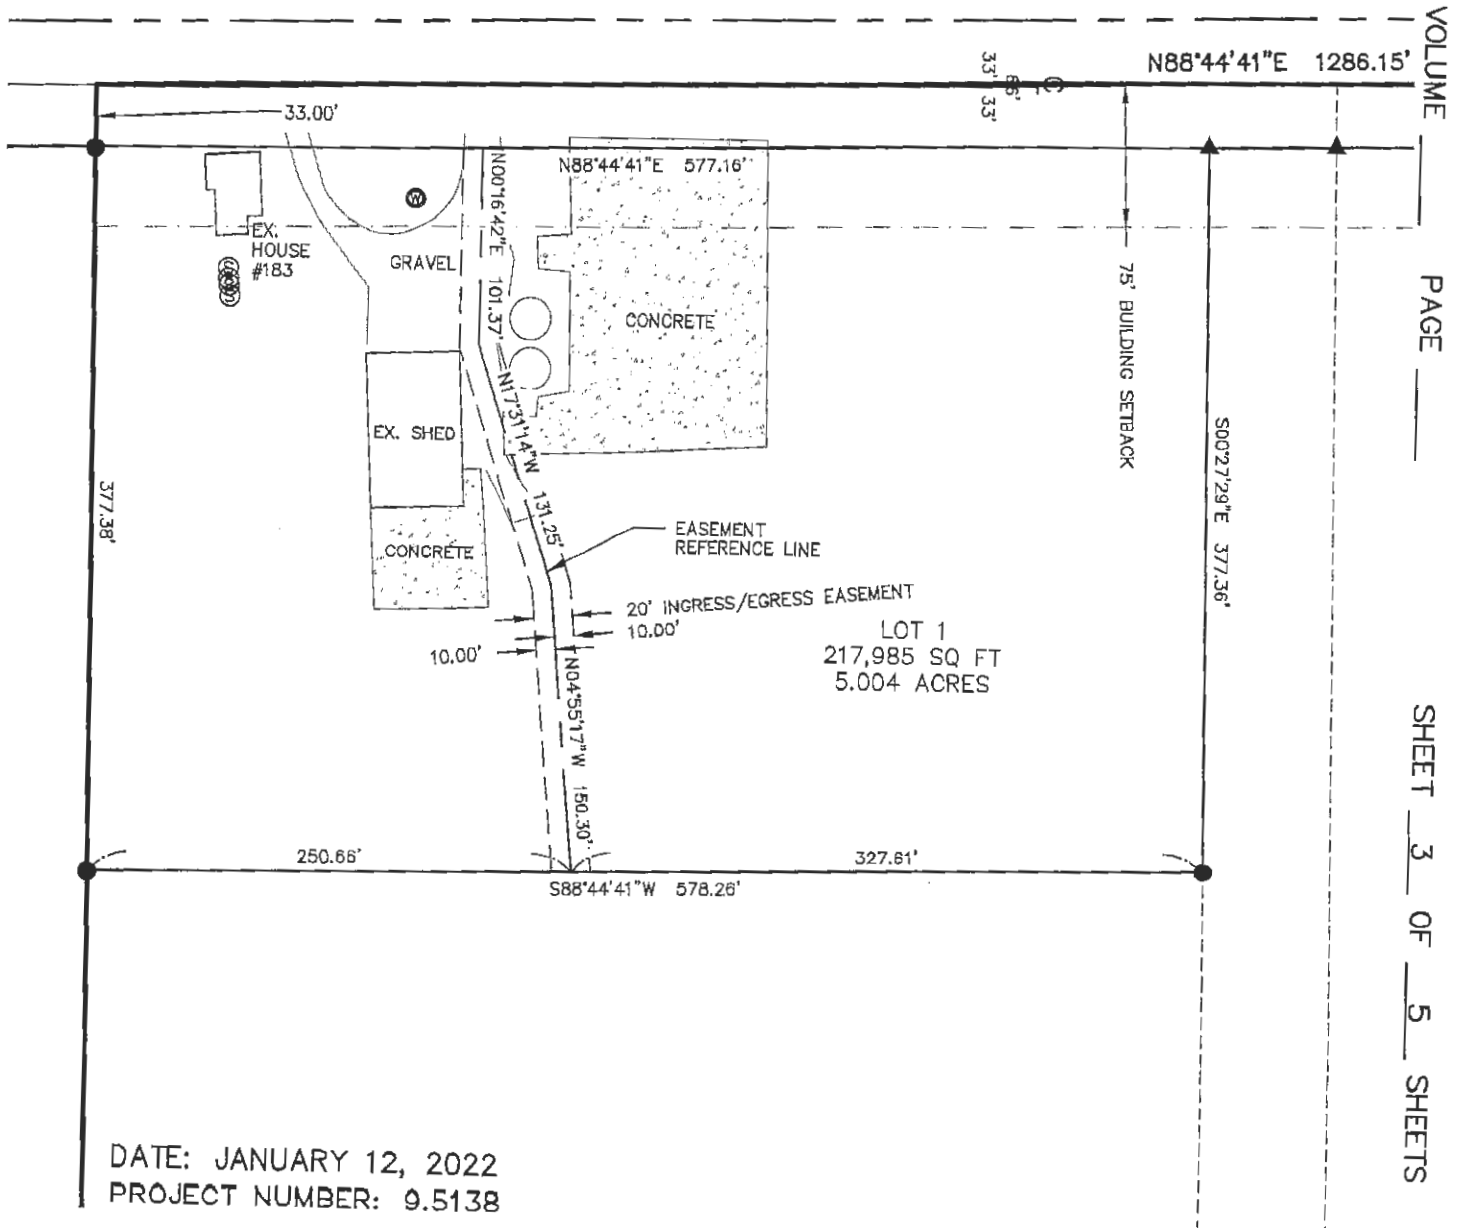 VOLUME ____ PAGE ____
N88°44'41"E 1286.15'
33'
66'
33'
33.00'
N88°44'41"E 577.16'
W
EX.
HOUSE
#183
GRAVEL
N00°16'42"E 101.37'
CONCRETE
75' BUILDING SETBACK
N17°31'14"W 131.25'
EX. SHED
S00°27'29"E 377.36'
377.38'
CONCRETE
EASEMENT
REFERENCE LINE
20' INGRESS/EGRESS EASEMENT
10.00'
10.00'
LOT 1
217,985 SQ FT
5.004 ACRES
N04°55'17"W 150.30'
250.66'
327.61'
S88°44'41"W 578.26'
SHEET 3 OF 5 SHEETS
DATE: JANUARY 12, 2022
PROJECT NUMBER: 9.5138